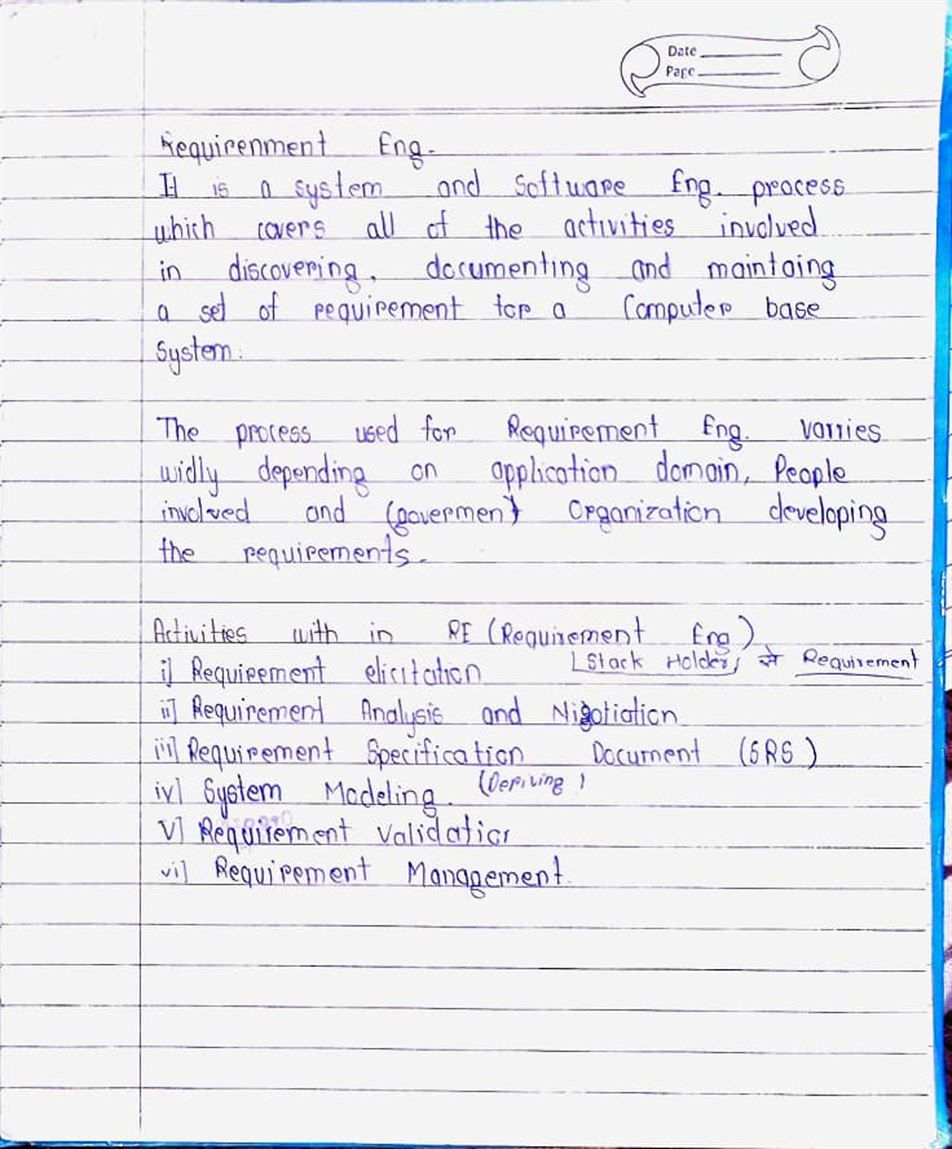 Date
Page
Requirenment Eng.
It is a system and Software Eng. process
which covers all of the activities involved
in discovering, documenting and maintaing
a set of requirement for a Computer base
System.
The process used for Requirement Eng. varries
widly depending on application domain, People
involved and (goverment) Organization developing
the requirements.
Activities with in RE (Requirement Eng)
i] Requirement elicitation [Stack Holder, से Requirement
ii] Requirement Analysis and Nigotiation
iii] Requirement Specification Document (SRS)
iv] System Modeling. (Deriving)
v] Requirement Validation
vi] Requirement Management.